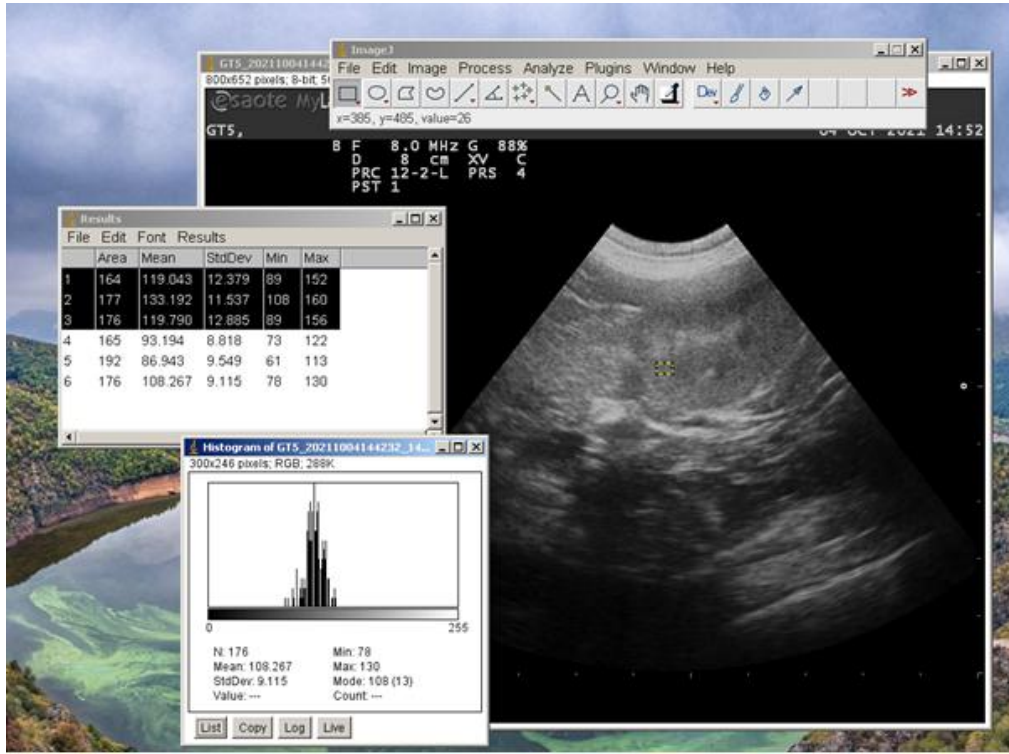 ImageJ
File Edit Image Process Analyze Plugins Window Help
x=385, y=485, value=26
GT5_202110041442
800x652 pixels; 8-bit;
esaote MyL
GT5,
04 OCT 2021 14:52
B F 8.0 MHz G 88%
D 8 cm XV C
PRC 12-2-L PRS 4
PST 1
Results
File Edit Font Results
Area Mean StdDev Min Max
1 164 119.043 12.379 89 152
2 177 133.192 11.537 108 160
3 176 119.790 12.885 89 156
4 165 93.194 8.818 73 122
5 192 86.943 9.549 61 113
6 176 108.267 9.115 78 130
Histogram of GT5_20211004144232_14...
300x246 pixels; RGB; 288K
0 255
N: 176 Min: 78
Mean: 108.267 Max: 130
StdDev: 9.115 Mode: 108 (13)
Value: --- Count: ---
List Copy Log Live